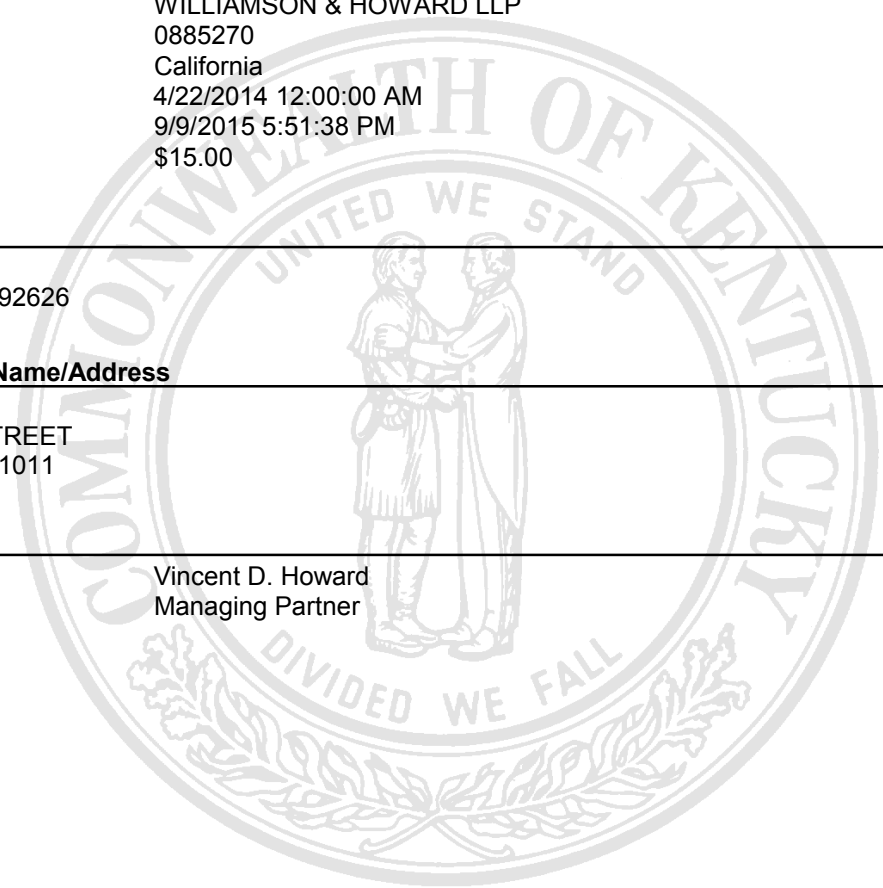 WILLIAMSON & HOWARD LLP
0885270
California
4/22/2014 12:00:00 AM
9/9/2015 5:51:38 PM
$15.00
92626
Name/Address
TREET
1011
Vincent D. Howard
Managing Partner
COMMONWEALTH OF KENTUCKY
UNITED WE STAND
DIVIDED WE FALL